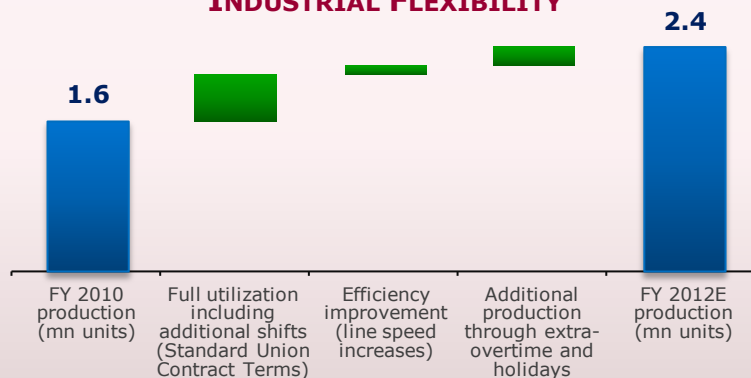 INDUSTRIAL FLEXIBILITY
2.4
1.6
FY 2010
production
(mn units)
Full utilization
including
additional shifts
(Standard Union
Contract Terms)
Efficiency
improvement
(line speed
increases)
Additional
production
through extra-
overtime and
holidays
FY 2012E
production
(mn units)